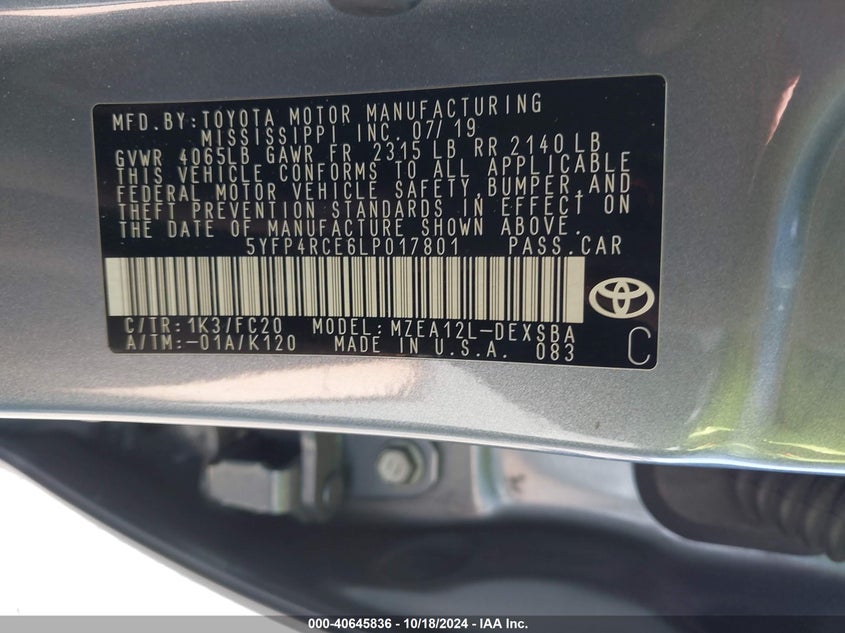 MFD.BY:TOYOTA MOTOR MANUFACTURING
MISSISSIPPI INC. 07/19
GVWR 4065LB GAWR FR 2315 LB RR 2140 LB
THIS VEHICLE CONFORMS TO ALL APPLICABLE
FEDERAL MOTOR VEHICLE SAFETY,BUMPER,AND
THEFT PREVENTION STANDARDS IN EFFECT ON
THE DATE OF MANUFACTURE SHOWN ABOVE.
5YFP4RCE6LP017801 PASS.CAR
C/TR:1K3/FC20 MODEL:MZEA12L-DEXSBA
A/TM:-01A/K120 MADE IN U.S.A. 083
C
000-40645836 - 10/18/2024 - IAA Inc.